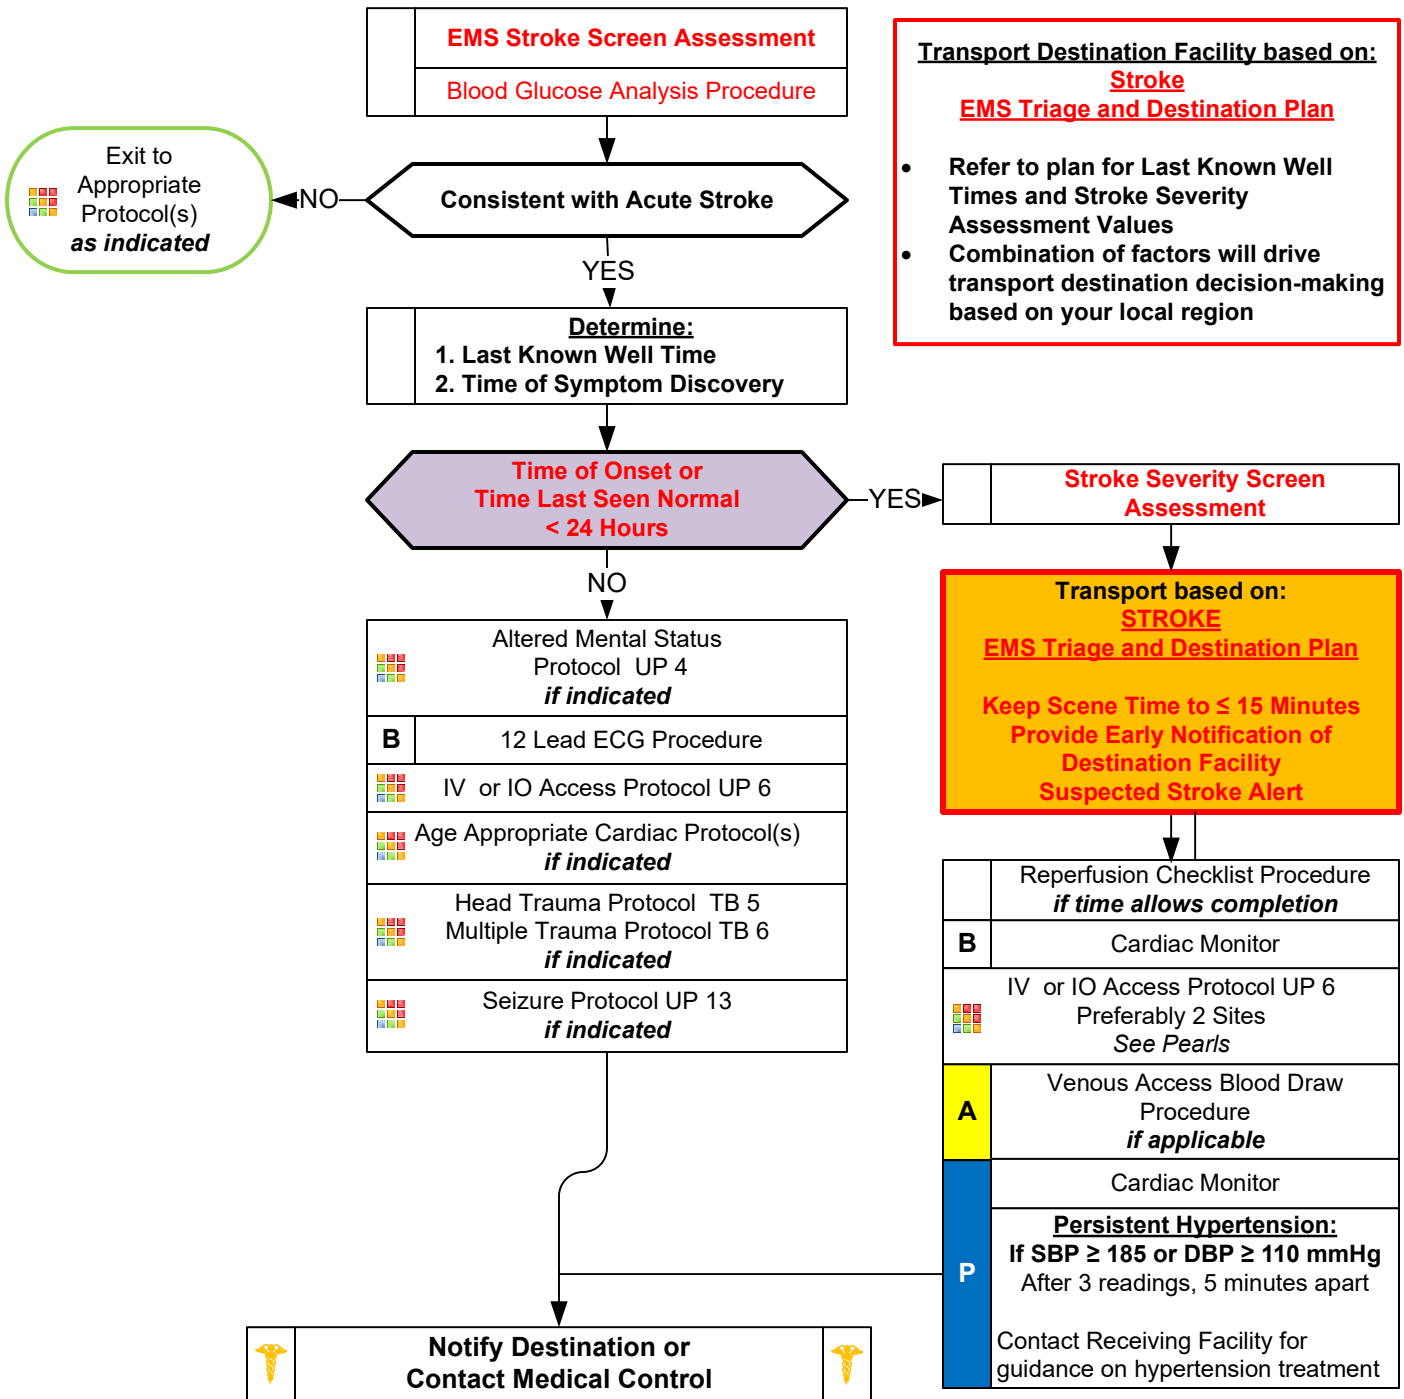 EMS Stroke Screen Assessment
Blood Glucose Analysis Procedure
Transport Destination Facility based on:
Stroke
EMS Triage and Destination Plan
• Refer to plan for Last Known Well
Times and Stroke Severity
Assessment Values
• Combination of factors will drive
transport destination decision-making
based on your local region
Exit to
Appropriate
Protocol(s)
as indicated
NO
Consistent with Acute Stroke
YES
Determine:
1. Last Known Well Time
2. Time of Symptom Discovery
Time of Onset or
Time Last Seen Normal
< 24 Hours
YES
Stroke Severity Screen
Assessment
NO
Transport based on:
STROKE
EMS Triage and Destination Plan
Keep Scene Time to ≤ 15 Minutes
Provide Early Notification of
Destination Facility
Suspected Stroke Alert
Altered Mental Status
Protocol UP 4
if indicated
B 12 Lead ECG Procedure
IV or IO Access Protocol UP 6
Age Appropriate Cardiac Protocol(s)
if indicated
Head Trauma Protocol TB 5
Multiple Trauma Protocol TB 6
if indicated
Seizure Protocol UP 13
if indicated
Reperfusion Checklist Procedure
if time allows completion
B Cardiac Monitor
IV or IO Access Protocol UP 6
Preferably 2 Sites
See Pearls
A
Venous Access Blood Draw
Procedure
if applicable
P
Cardiac Monitor
Persistent Hypertension:
If SBP ≥ 185 or DBP ≥ 110 mmHg
After 3 readings, 5 minutes apart
Contact Receiving Facility for
guidance on hypertension treatment
Notify Destination or
Contact Medical Control